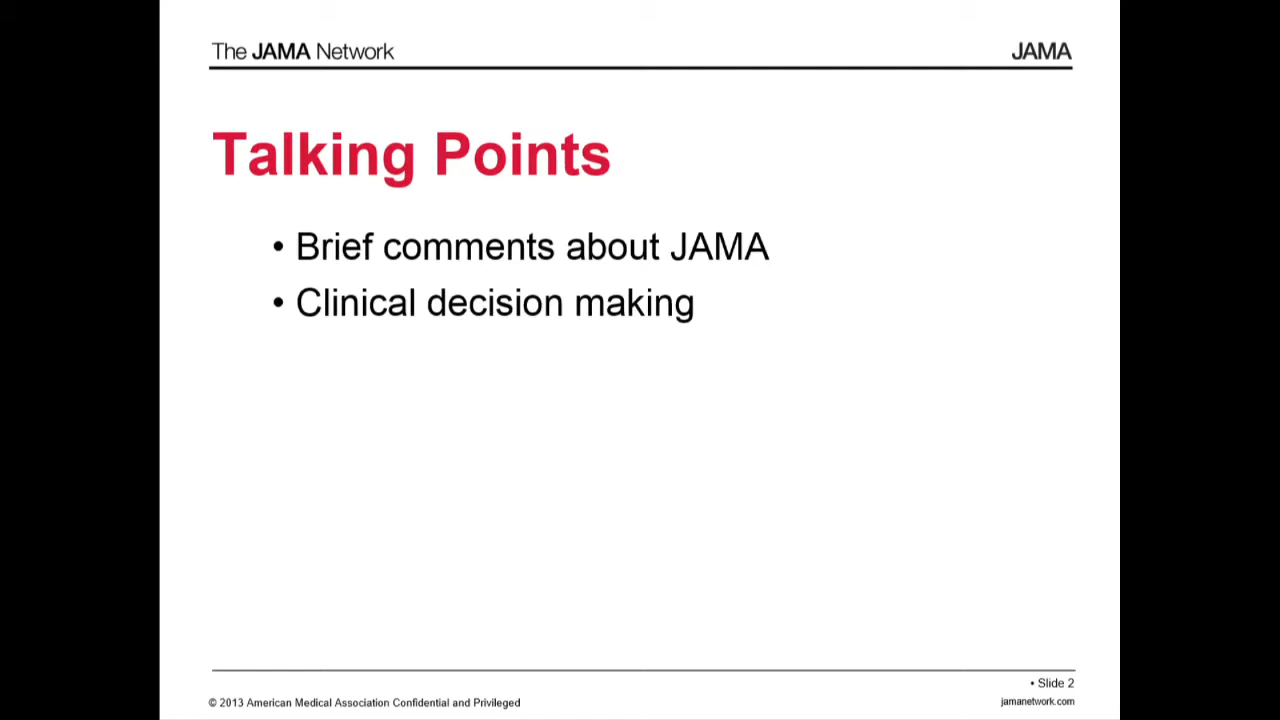 The JAMA Network JAMA
Talking Points
• Brief comments about JAMA
• Clinical decision making
• Slide 2
© 2013 American Medical Association Confidential and Privileged jamanetwork.com